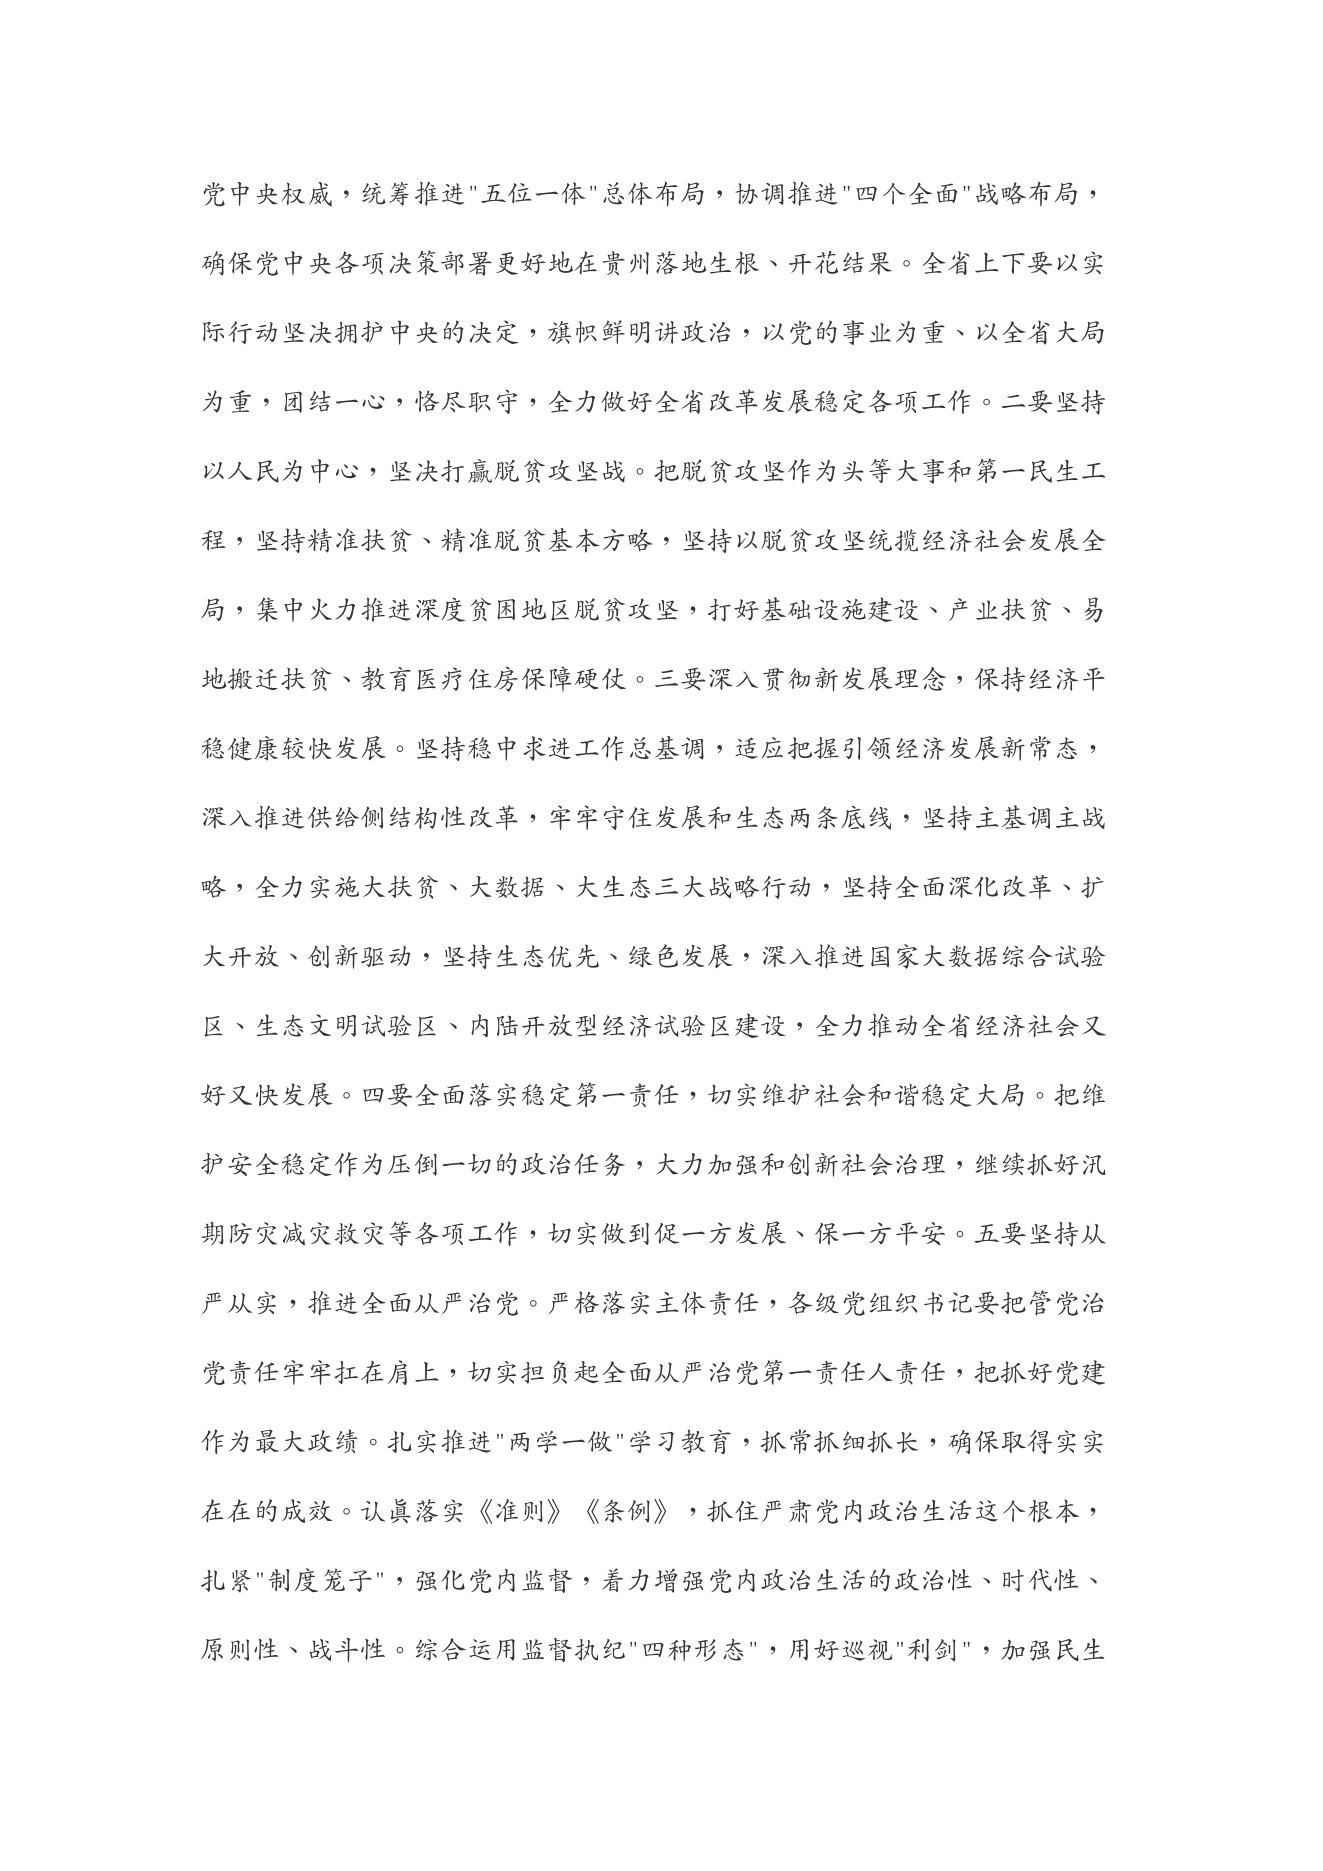 党中央权威，统筹推进"五位一体"总体布局，协调推进"四个全面"战略布局，
确保党中央各项决策部署更好地在贵州落地生根、开花结果。全省上下要以实
际行动坚决拥护中央的决定，旗帜鲜明讲政治，以党的事业为重、以全省大局
为重，团结一心，恪尽职守，全力做好全省改革发展稳定各项工作。二要坚持
以人民为中心，坚决打赢脱贫攻坚战。把脱贫攻坚作为头等大事和第一民生工
程，坚持精准扶贫、精准脱贫基本方略，坚持以脱贫攻坚统揽经济社会发展全
局，集中火力推进深度贫困地区脱贫攻坚，打好基础设施建设、产业扶贫、易
地搬迁扶贫、教育医疗住房保障硬仗。三要深入贯彻新发展理念，保持经济平
稳健康较快发展。坚持稳中求进工作总基调，适应把握引领经济发展新常态，
深入推进供给侧结构性改革，牢牢守住发展和生态两条底线，坚持主基调主战
略，全力实施大扶贫、大数据、大生态三大战略行动，坚持全面深化改革、扩
大开放、创新驱动，坚持生态优先、绿色发展，深入推进国家大数据综合试验
区、生态文明试验区、内陆开放型经济试验区建设，全力推动全省经济社会又
好又快发展。四要全面落实稳定第一责任，切实维护社会和谐稳定大局。把维
护安全稳定作为压倒一切的政治任务，大力加强和创新社会治理，继续抓好汛
期防灾减灾救灾等各项工作，切实做到促一方发展、保一方平安。五要坚持从
严从实，推进全面从严治党。严格落实主体责任，各级党组织书记要把管党治
党责任牢牢扛在肩上，切实担负起全面从严治党第一责任人责任，把抓好党建
作为最大政绩。扎实推进"两学一做"学习教育，抓常抓细抓长，确保取得实实
在在的成效。认真落实《准则》《条例》，抓住严肃党内政治生活这个根本，
扎紧"制度笼子"，强化党内监督，着力增强党内政治生活的政治性、时代性、
原则性、战斗性。综合运用监督执纪"四种形态"，用好巡视"利剑"，加强民生